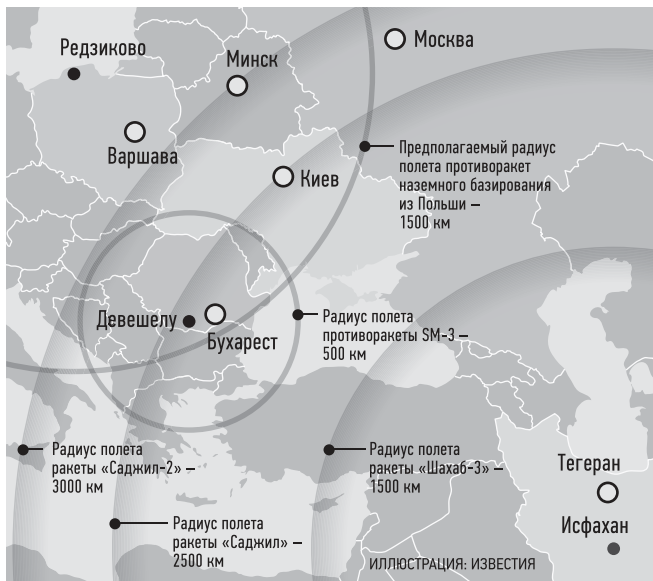 Москва
Редзиково
Минск
Варшава
Предполагаемый радиус
полета противоракет
наземного базирования
из Польши –
1500 км
Киев
Девешелу
Бухарест
Радиус полета
противоракеты SM-3 –
500 км
Радиус полета
ракеты «Саджил-2» –
3000 км
Радиус полета
ракеты «Шахаб-3» –
1500 км
Тегеран
Исфахан
Радиус полета
ракеты «Саджил» –
2500 км
ИЛЛЮСТРАЦИЯ: ИЗВЕСТИЯ